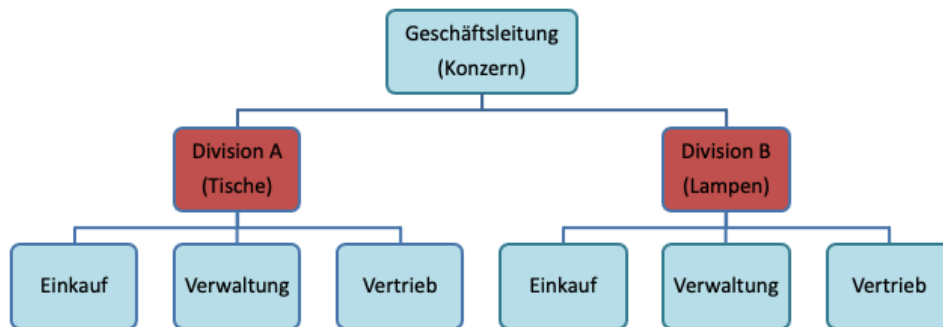 Geschäftsleitung
(Konzern)
Division A
(Tische)
Division B
(Lampen)
Einkauf
Verwaltung
Vertrieb
Einkauf
Verwaltung
Vertrieb